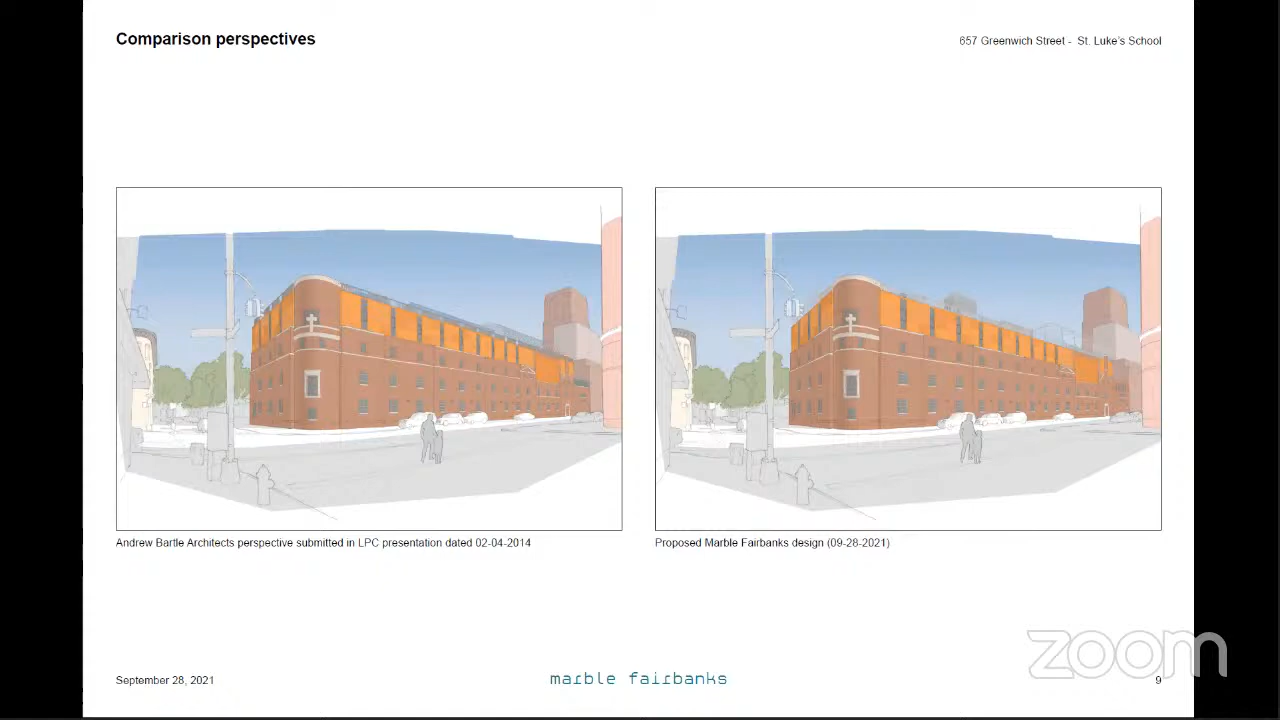 Comparison perspectives
657 Greenwich Street - St. Luke's School
Andrew Bartle Architects perspective submitted in LPC presentation dated 02-04-2014
Proposed Marble Fairbanks design (09-28-2021)
September 28, 2021
marble fairbanks
9
zoom